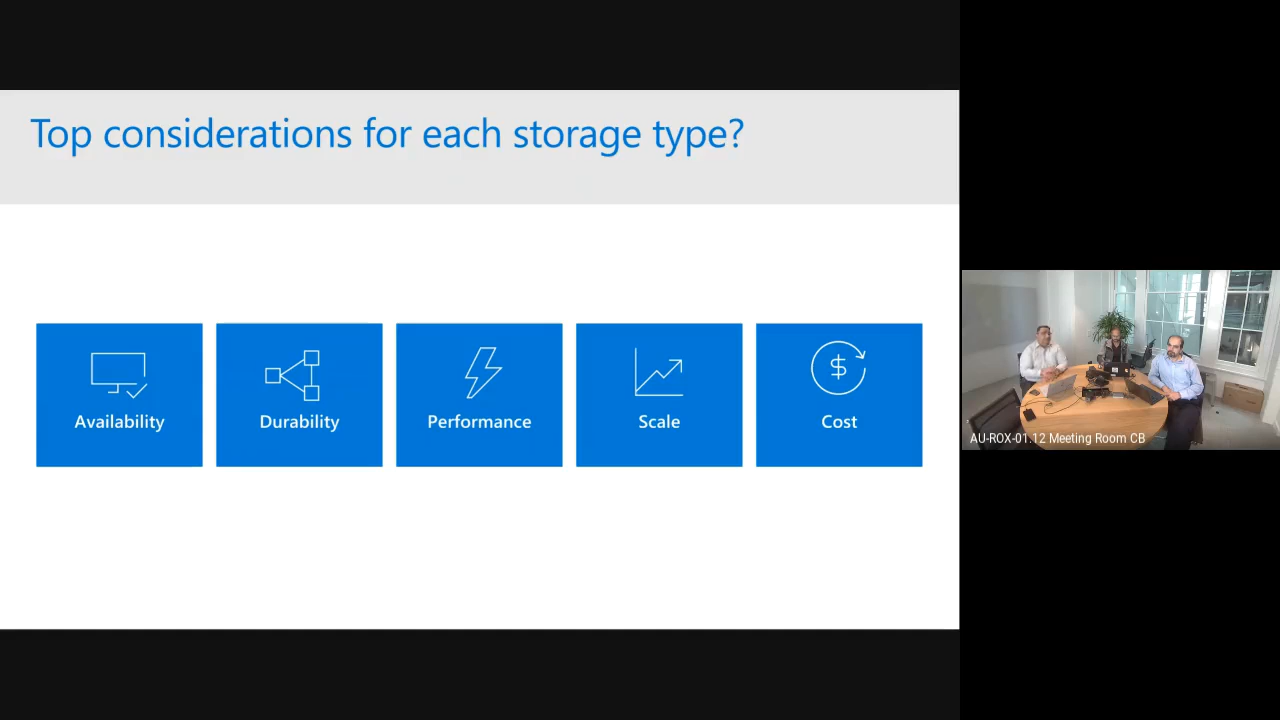 Top considerations for each storage type?
Availability
Durability
Performance
Scale
Cost
AU-ROX-01.12 Meeting Room CB